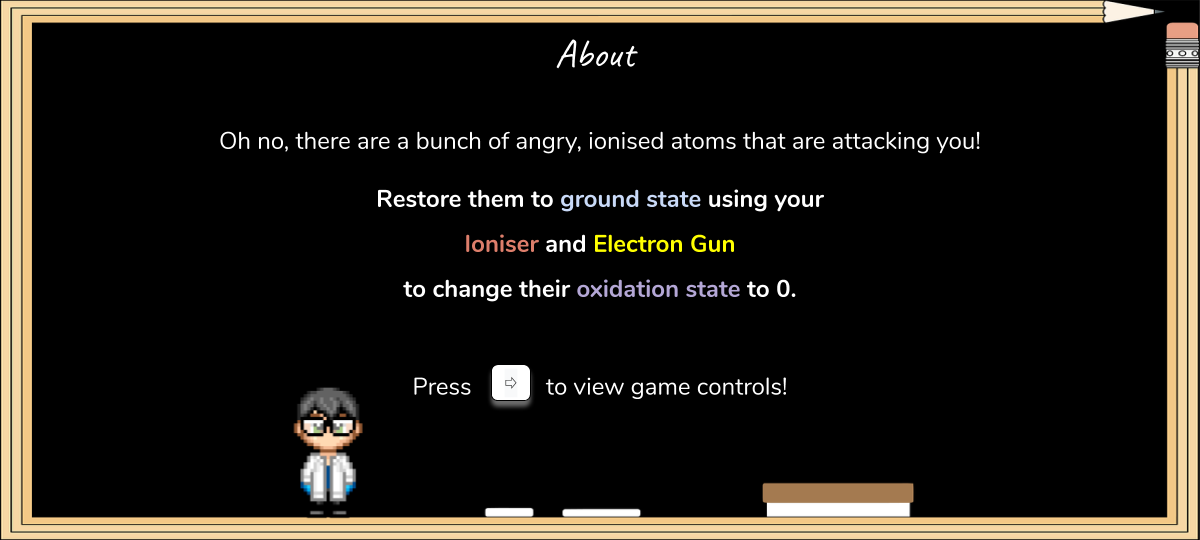 About
Oh no, there are a bunch of angry, ionised atoms that are attacking you!
Restore them to ground state using your
Ioniser and Electron Gun
to change their oxidation state to 0.
Press ⇨ to view game controls!